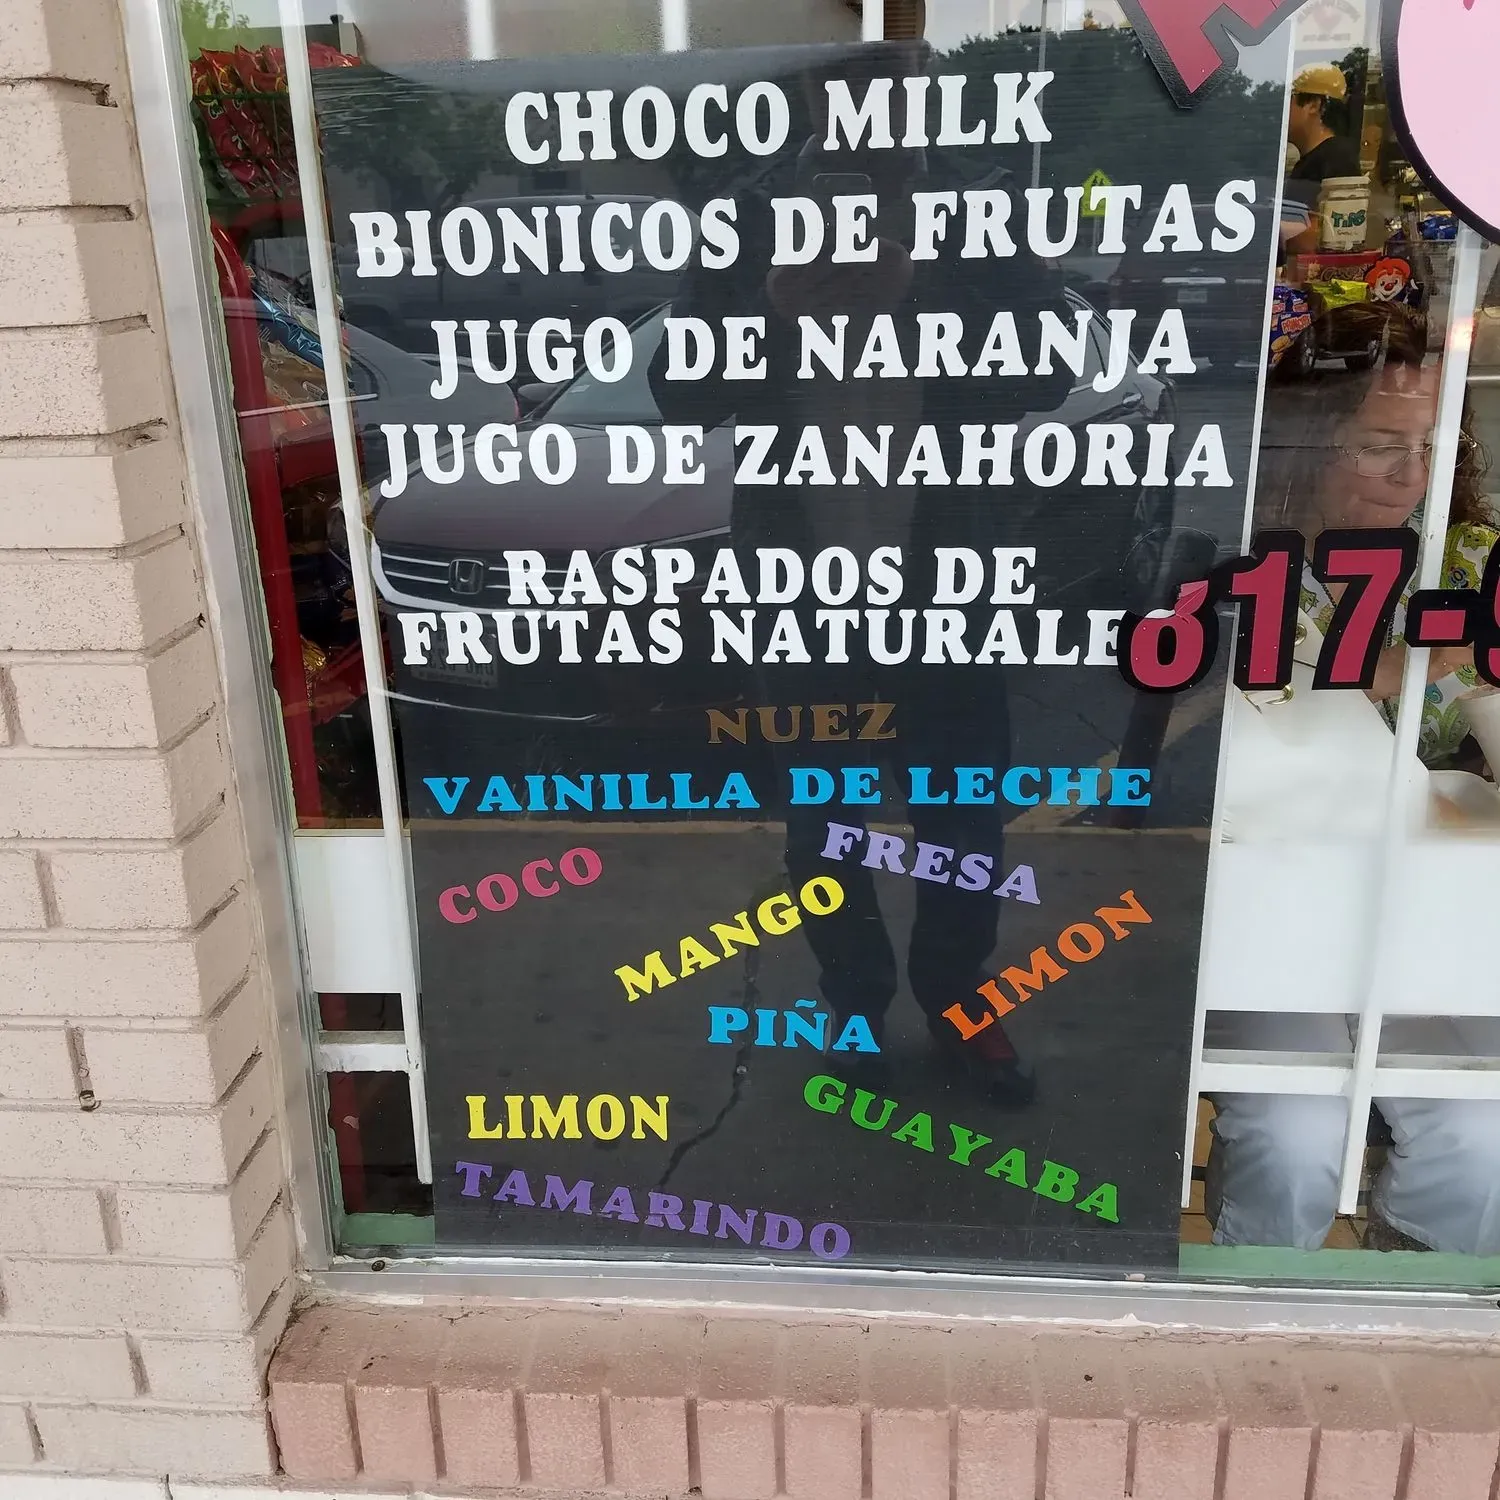 CHOCO MILK
BIONICOS DE FRUTAS
JUGO DE NARANJA
JUGO DE ZANAHORIA
RASPADOS DE
FRUTAS NATURALES
817-
NUEZ
VAINILLA DE LECHE
COCO
FRESA
MANGO
LIMON
PIÑA
LIMON
GUAYABA
TAMARINDO